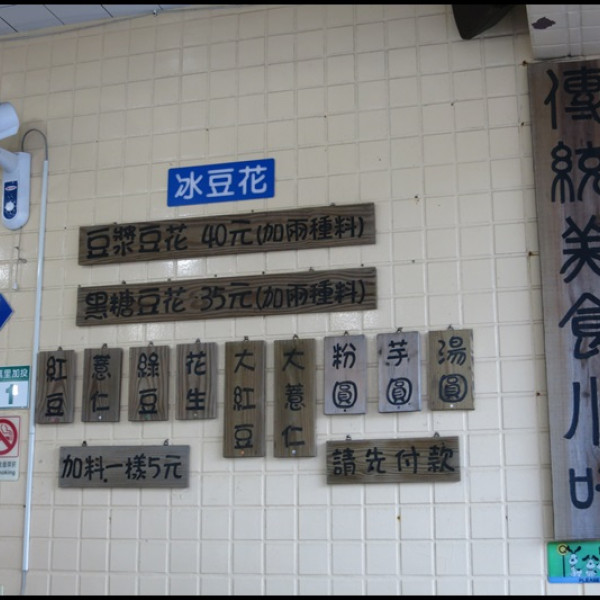 冰豆花
豆漿豆花 40元(加兩種料)
黑糖豆花 35元(加兩種料)
紅豆
薏仁
綠豆
花生
大紅豆
大薏仁
粉圓
芋圓
湯圓
加料一樣5元
請先付款
傳統美食小吃
1